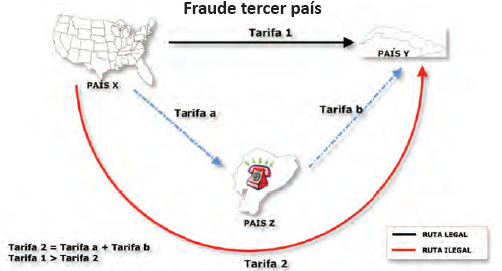 Fraude tercer país
Tarifa 1
PAÍS X
PAÍS Y
Tarifa a
Tarifa b
PAIS Z
Tarifa 2 = Tarifa a + Tarifa b
Tarifa 1 > Tarifa 2
Tarifa 2
RUTA LEGAL
RUTA ILEGAL